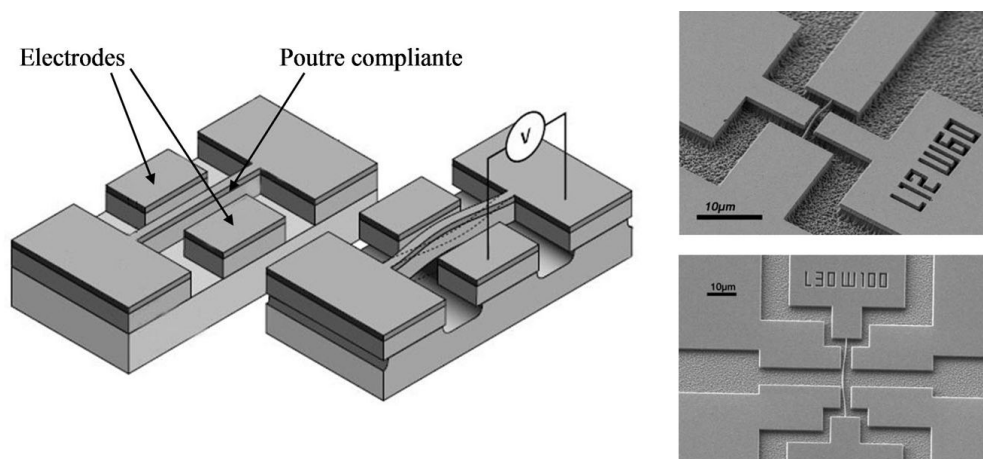 Electrodes
Poutre compliante
V
10µm
L12 W60
10µm
L30 W100